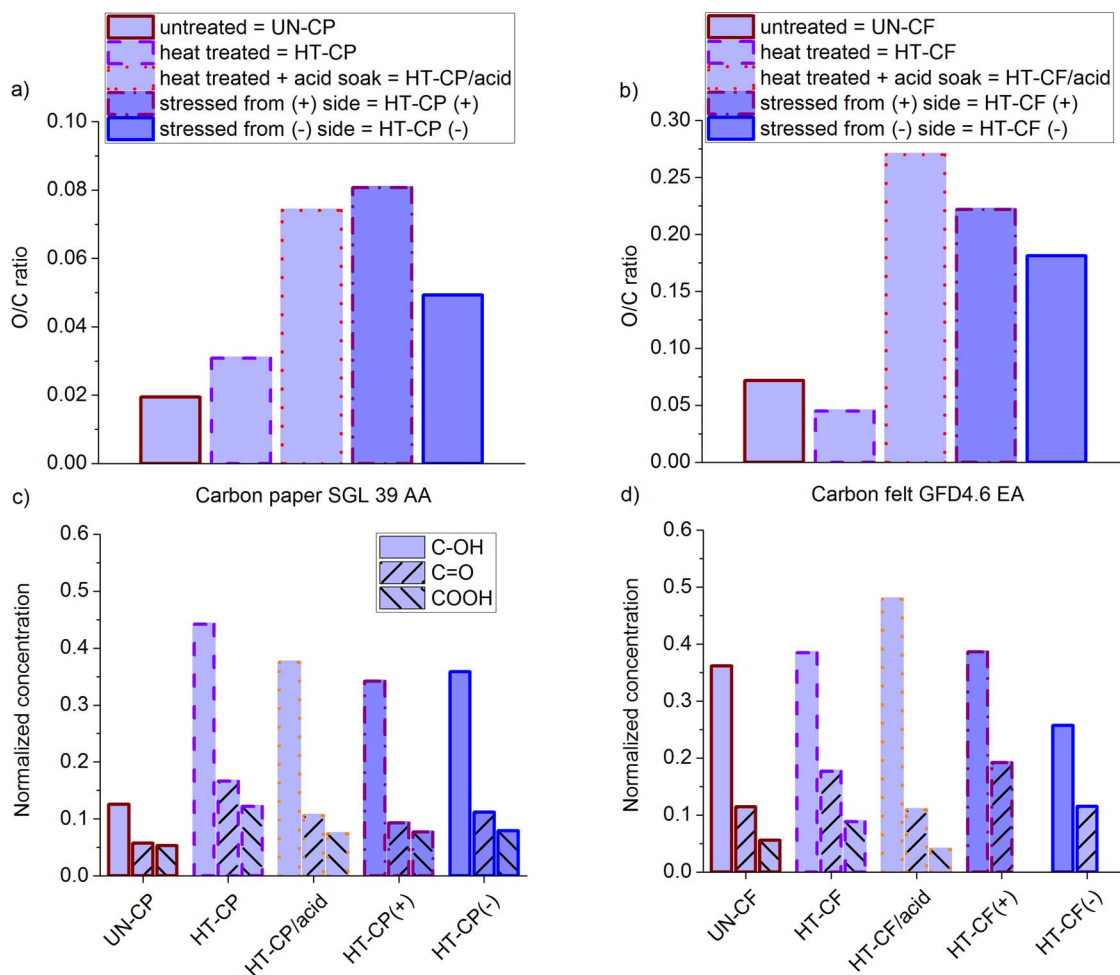 a)
untreated = UN-CP
heat treated = HT-CP
heat treated + acid soak = HT-CP/acid
stressed from (+) side = HT-CP (+)
stressed from (-) side = HT-CP (-)
O/C ratio
0.10
0.08
0.06
0.04
0.02
0.00
Carbon paper SGL 39 AA
b)
untreated = UN-CF
heat treated = HT-CF
heat treated + acid soak = HT-CF/acid
stressed from (+) side = HT-CF (+)
stressed from (-) side = HT-CF (-)
O/C ratio
0.30
0.25
0.20
0.15
0.10
0.05
0.00
Carbon felt GFD4.6 EA
c)
Normalized concentration
0.6
0.5
0.4
0.3
0.2
0.1
0.0
C-OH
C=O
COOH
UN-CP
HT-CP
HT-CP/acid
HT-CP(+)
HT-CP(-)
d)
Normalized concentration
0.6
0.5
0.4
0.3
0.2
0.1
0.0
UN-CF
HT-CF
HT-CF/acid
HT-CF(+)
HT-CF(-)